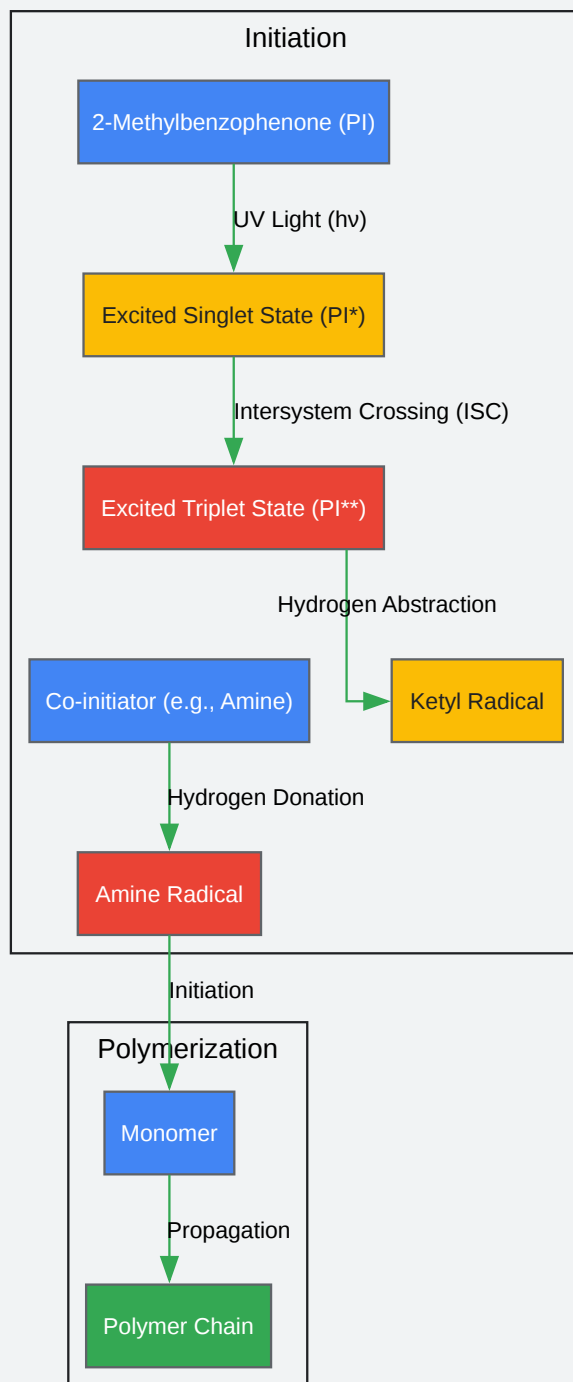 Initiation
2-Methylbenzophenone (PI)
UV Light (hν)
Excited Singlet State (PI*)
Intersystem Crossing (ISC)
Excited Triplet State (PI**)
Hydrogen Abstraction
Co-initiator (e.g., Amine)
Ketyl Radical
Hydrogen Donation
Amine Radical
Initiation
Polymerization
Monomer
Propagation
Polymer Chain